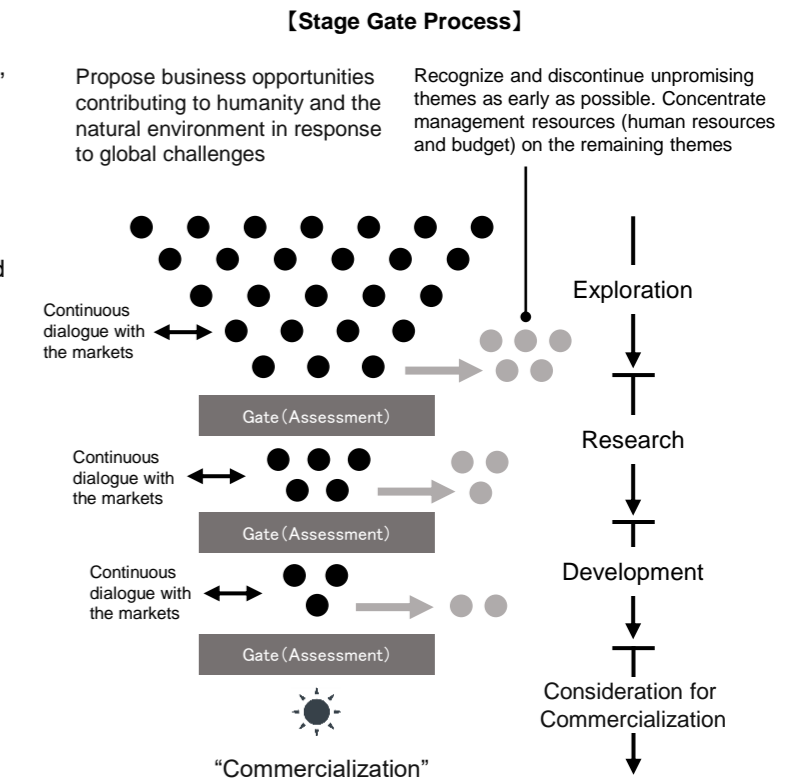 【Stage Gate Process】
Propose business opportunities
contributing to humanity and the
natural environment in response
to global challenges
Recognize and discontinue unpromising
themes as early as possible. Concentrate
management resources (human resources
and budget) on the remaining themes
Exploration
Continuous
dialogue with
the markets
Gate(Assessment)
Research
Continuous
dialogue with
the markets
Gate(Assessment)
Development
Continuous
dialogue with
the markets
Gate(Assessment)
Consideration for
Commercialization
“Commercialization”